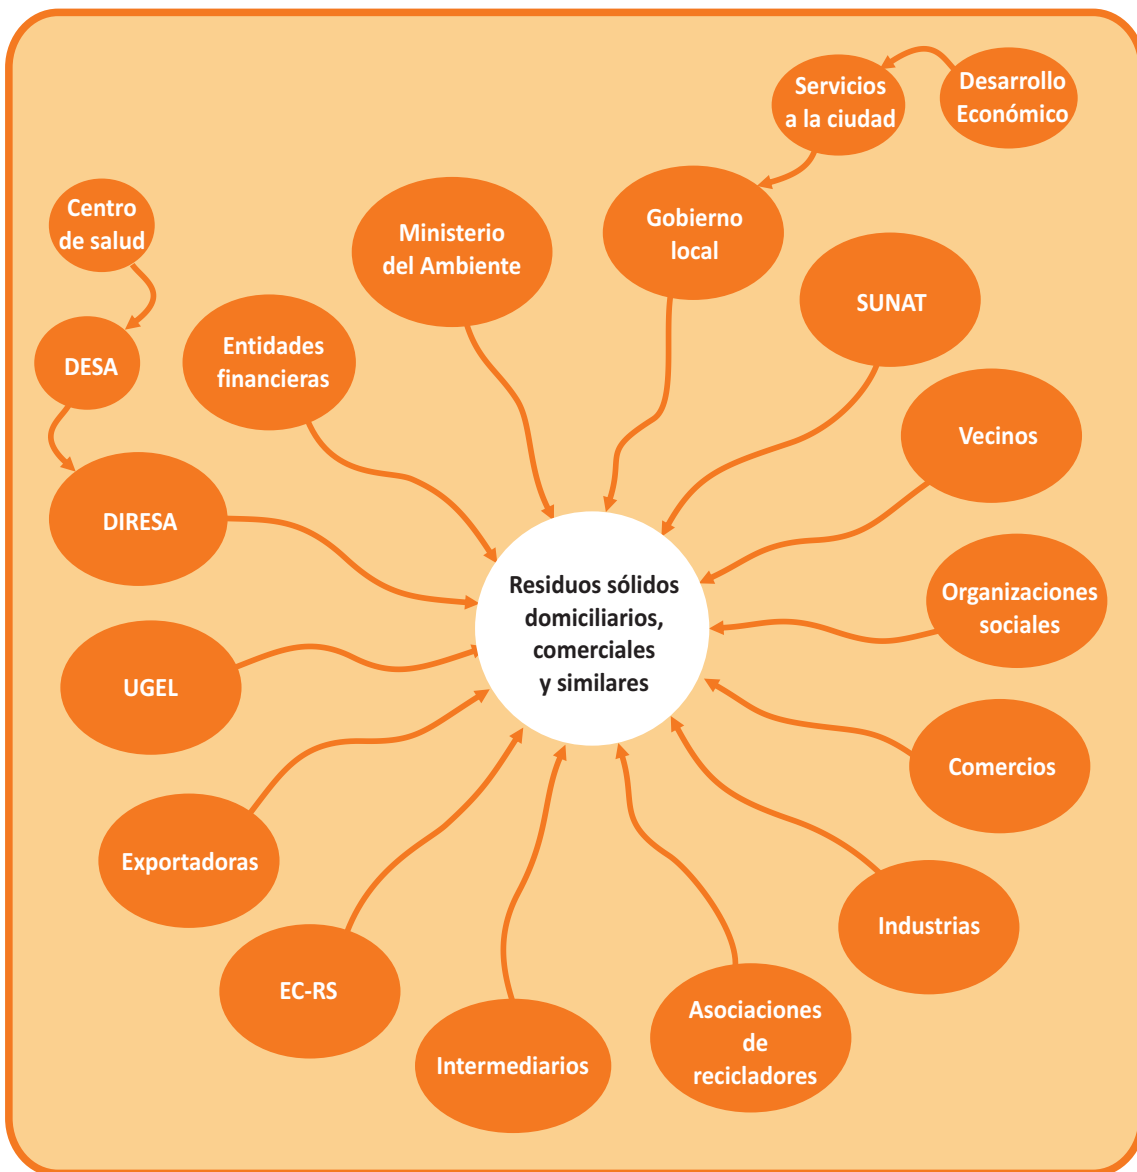 Servicios
a la ciudad
Desarrollo
Económico
Centro
de salud
Ministerio
del Ambiente
Gobierno
local
SUNAT
DESA
Entidades
financieras
Vecinos
DIRESA
Residuos sólidos
domiciliarios,
comerciales
y similares
Organizaciones
sociales
UGEL
Comercios
Exportadoras
Industrias
EC-RS
Intermediarios
Asociaciones
de
recicladores